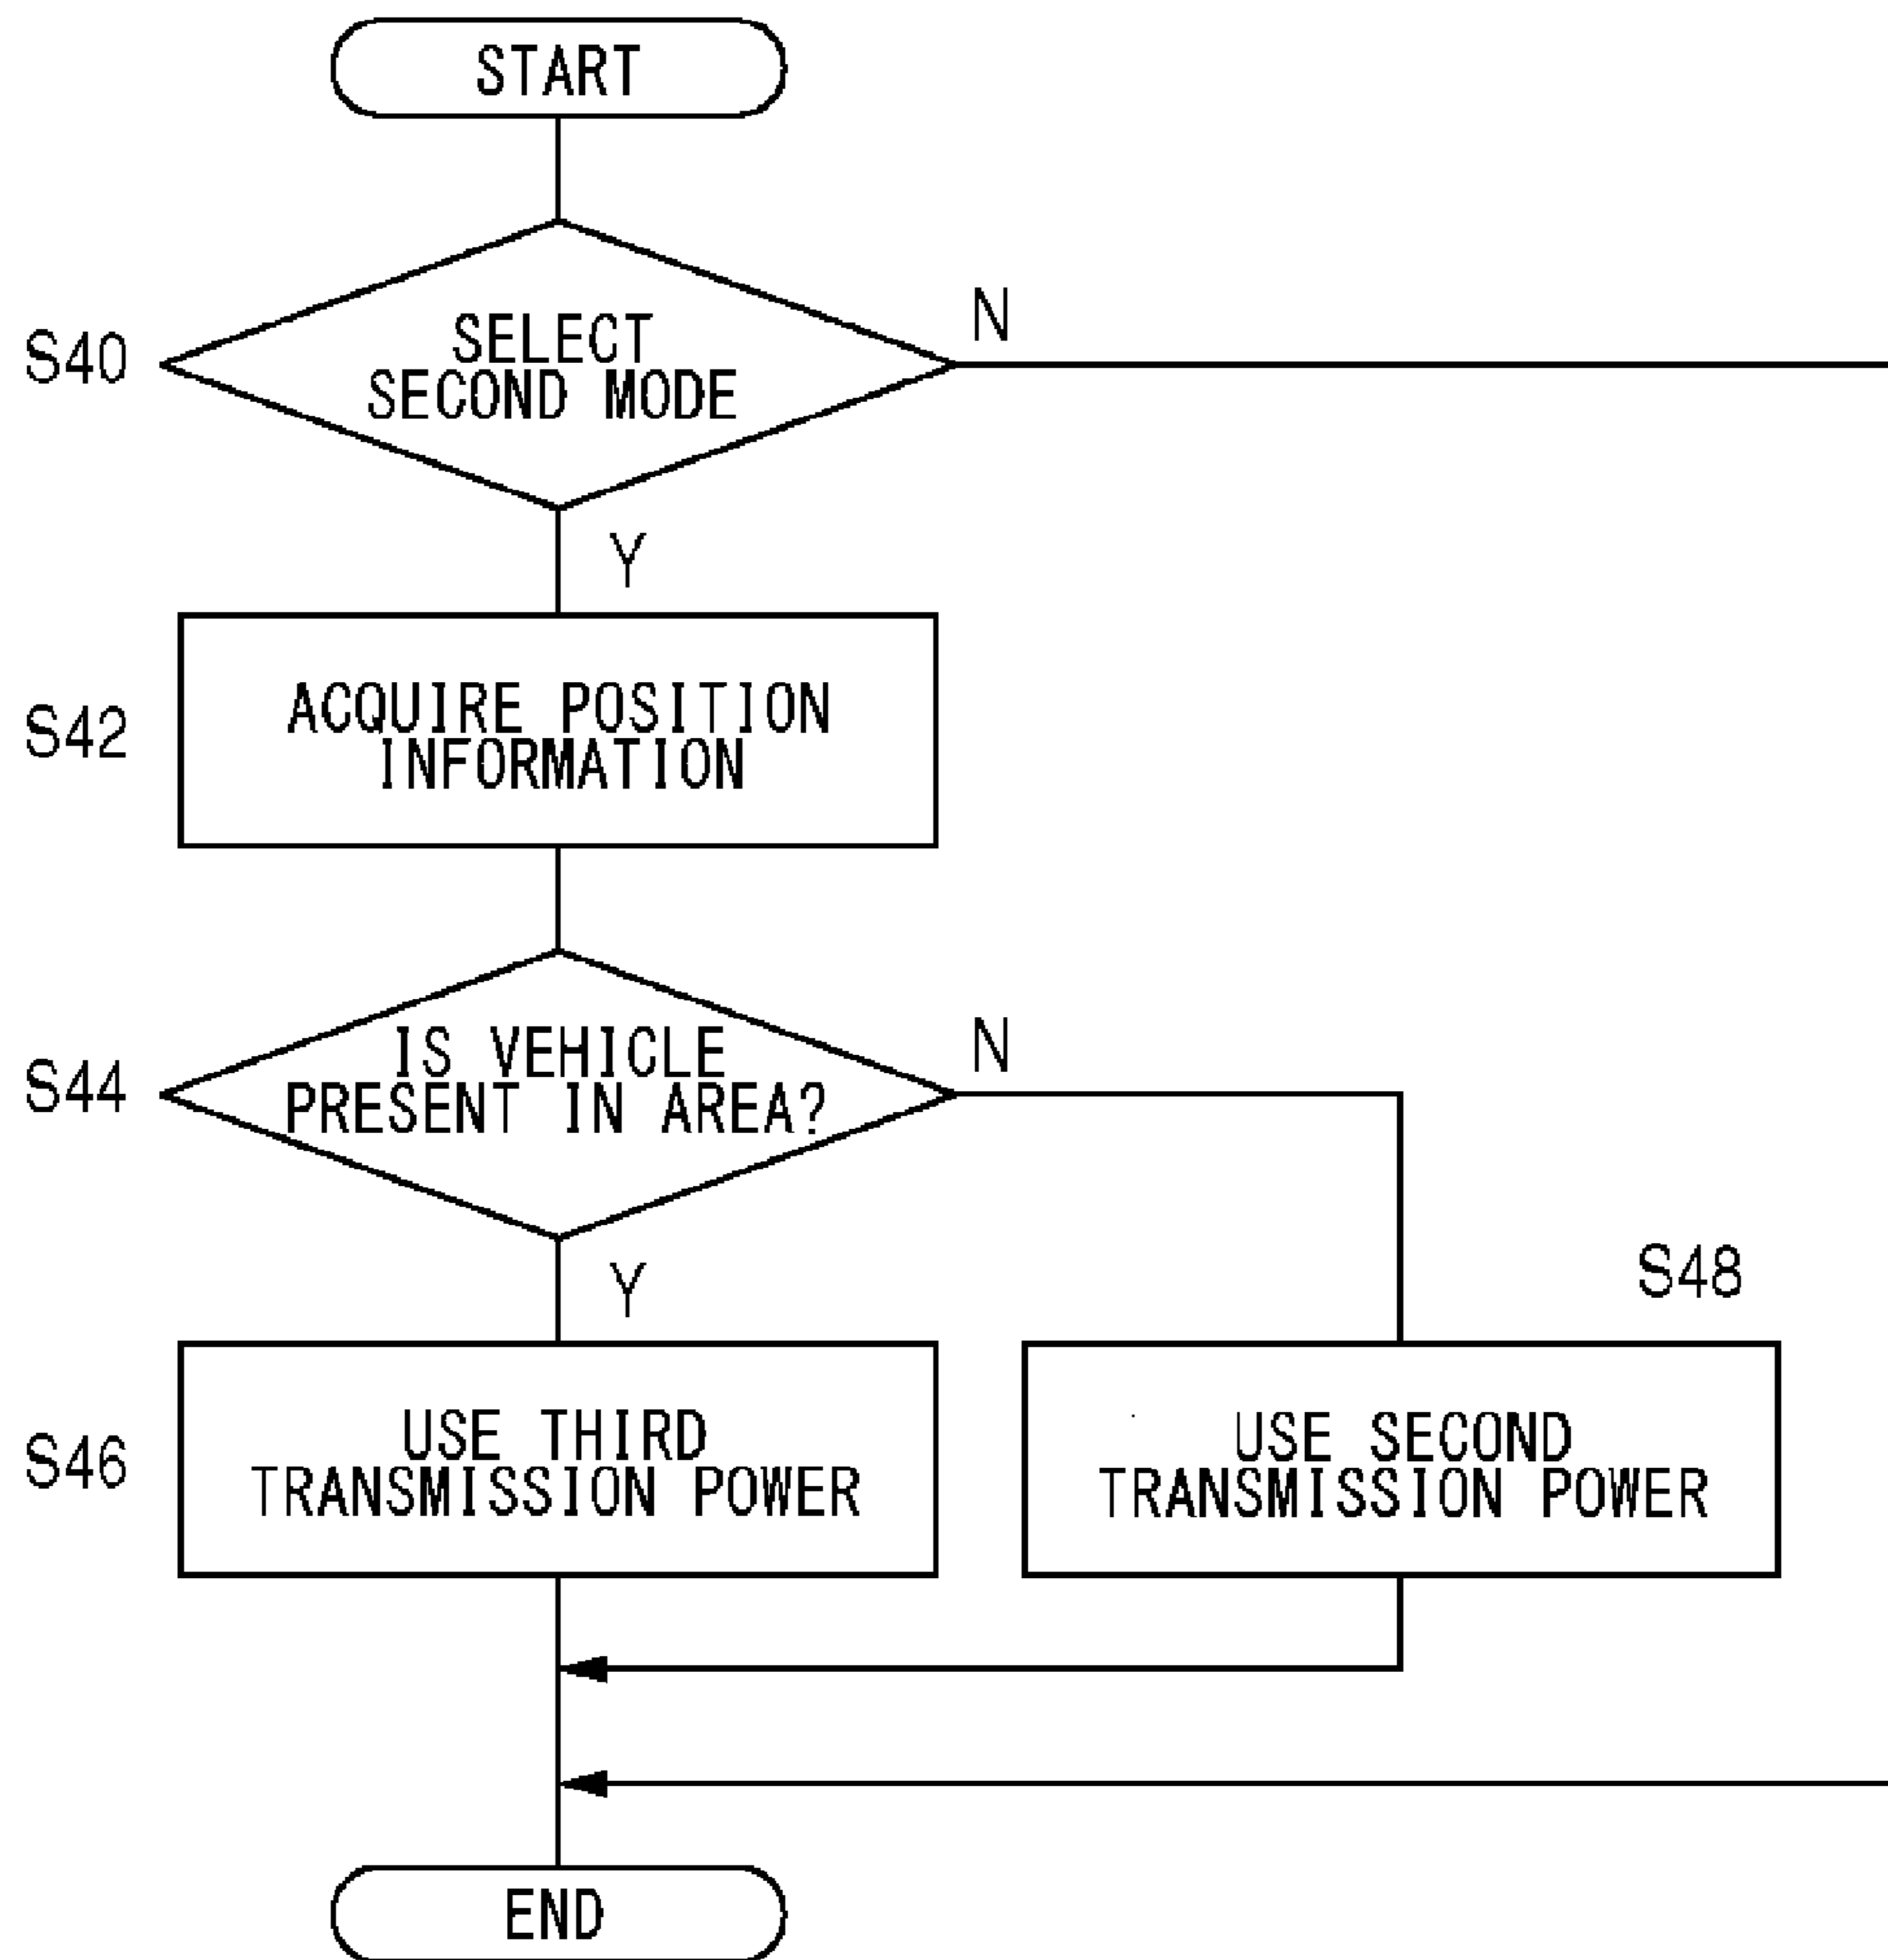 START
S40
SELECT
SECOND MODE
N
Y
S42
ACQUIRE POSITION
INFORMATION
S44
IS VEHICLE
PRESENT IN AREA?
N
Y
S48
S46
USE THIRD
TRANSMISSION POWER
USE SECOND
TRANSMISSION POWER
END